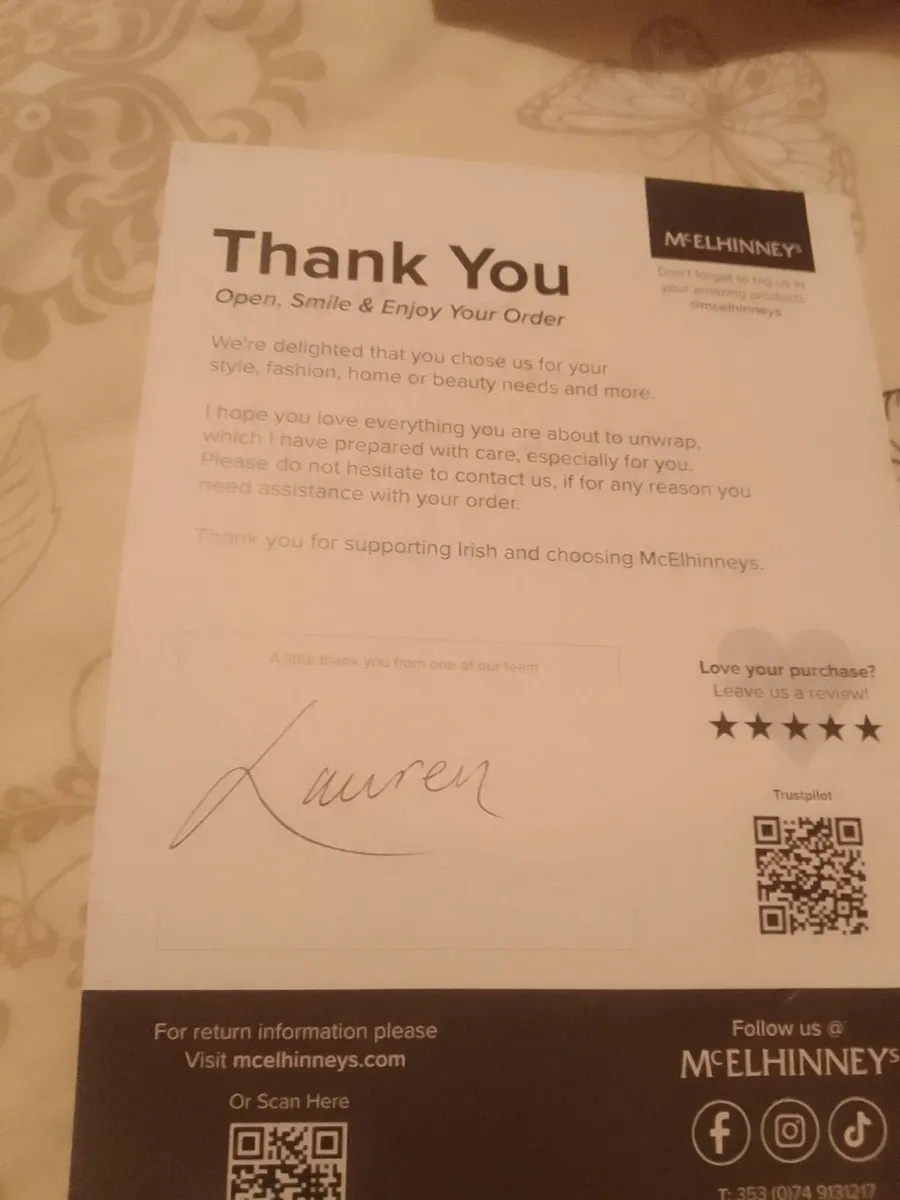 McELHINNEYS
Don't forget to tag us in
your amazing products
@mcelhinneys
Thank You
Open, Smile & Enjoy Your Order
We're delighted that you chose us for your
style, fashion, home or beauty needs and more.
I hope you love everything you are about to unwrap,
which I have prepared with care, especially for you.
Please do not hesitate to contact us, if for any reason you
need assistance with your order.
Thank you for supporting Irish and choosing McElhinneys.
A little thank you from one of our team
Lauren
Love your purchase?
Leave us a review!
Trustpilot
For return information please
Visit mcelhinneys.com
Or Scan Here
Follow us @
McELHINNEYS
T: 353 (0)74 9131217